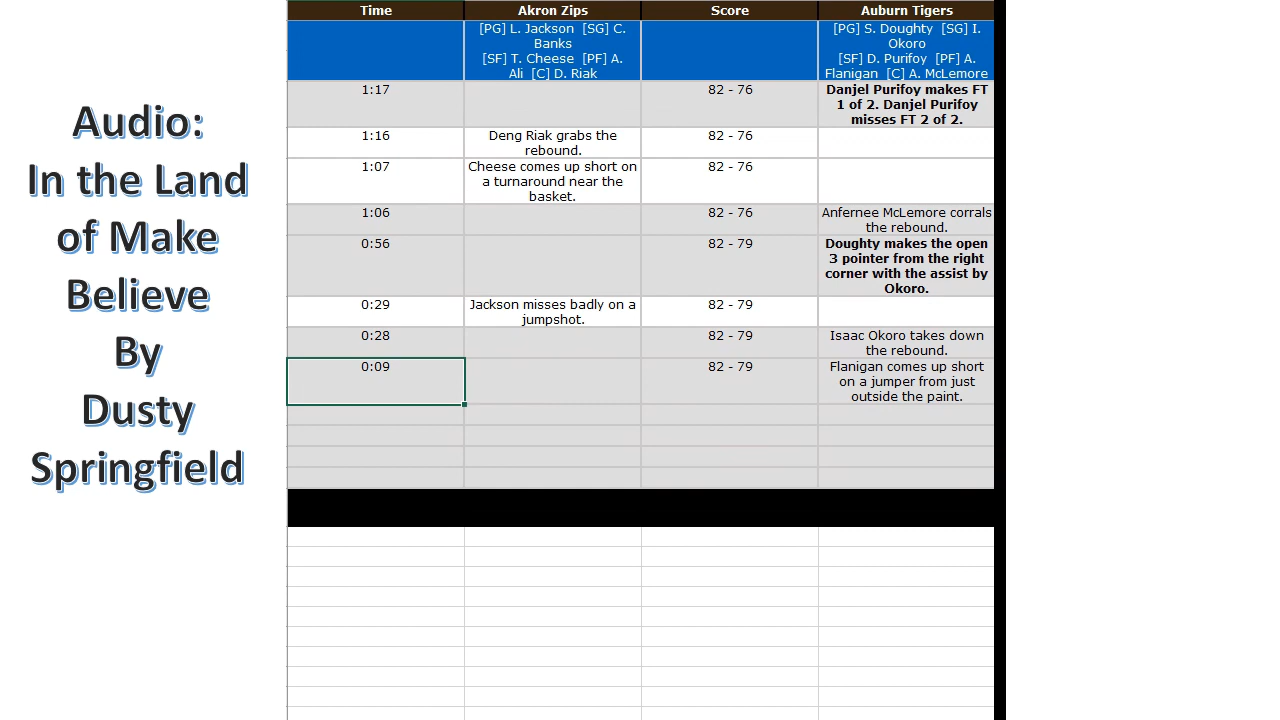 Audio:
In the Land
of Make
Believe
By
Dusty
Springfield
Time Akron Zips Score Auburn Tigers
[PG] L. Jackson [SG] C.
Banks
[SF] T. Cheese [PF] A.
Ali [C] D. Riak
[PG] S. Doughty [SG] I.
Okoro
[SF] D. Purifoy [PF] A.
Flanigan [C] A. McLemore
1:17 82 - 76
Danjel Purifoy makes FT
1 of 2. Danjel Purifoy
misses FT 2 of 2.
1:16
Deng Riak grabs the
rebound.
82 - 76
1:07
Cheese comes up short on
a turnaround near the
basket.
82 - 76
1:06 82 - 76
Anfernee McLemore corrals
the rebound.
0:56 82 - 79
Doughty makes the open
3 pointer from the right
corner with the assist by
Okoro.
0:29
Jackson misses badly on a
jumpshot.
82 - 79
0:28 82 - 79
Isaac Okoro takes down
the rebound.
0:09 82 - 79
Flanigan comes up short
on a jumper from just
outside the paint.